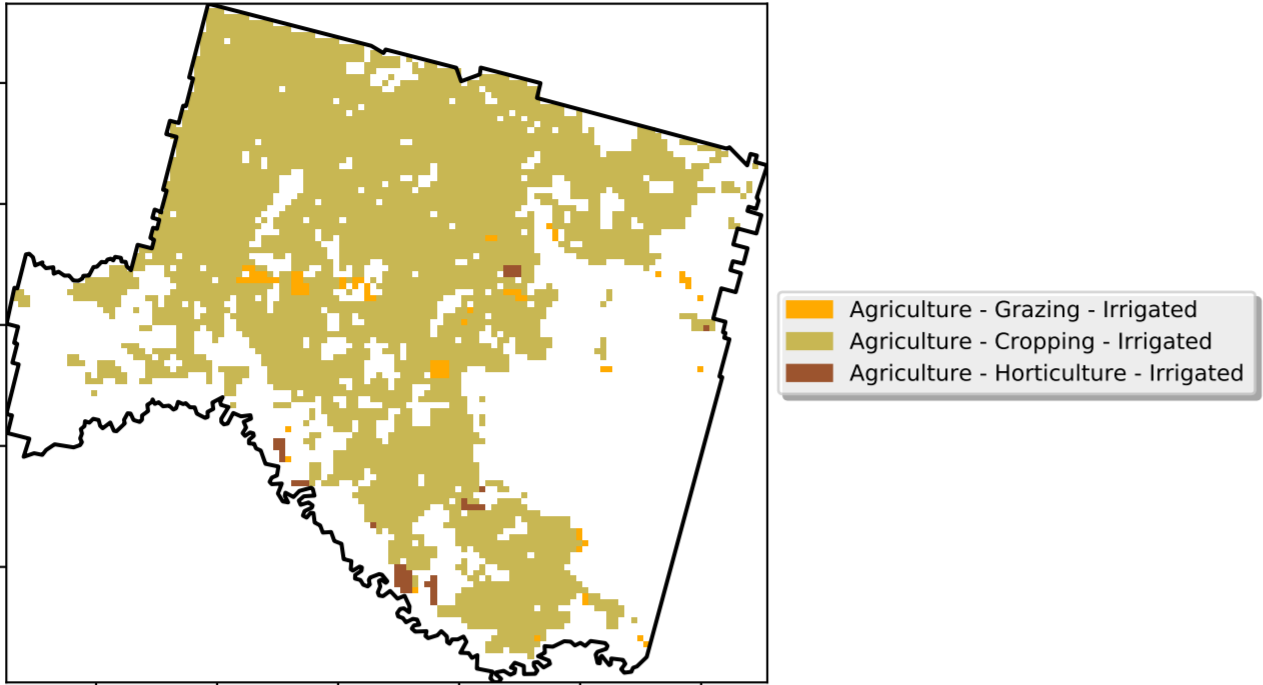 Agriculture - Grazing - Irrigated
Agriculture - Cropping - Irrigated
Agriculture - Horticulture - Irrigated